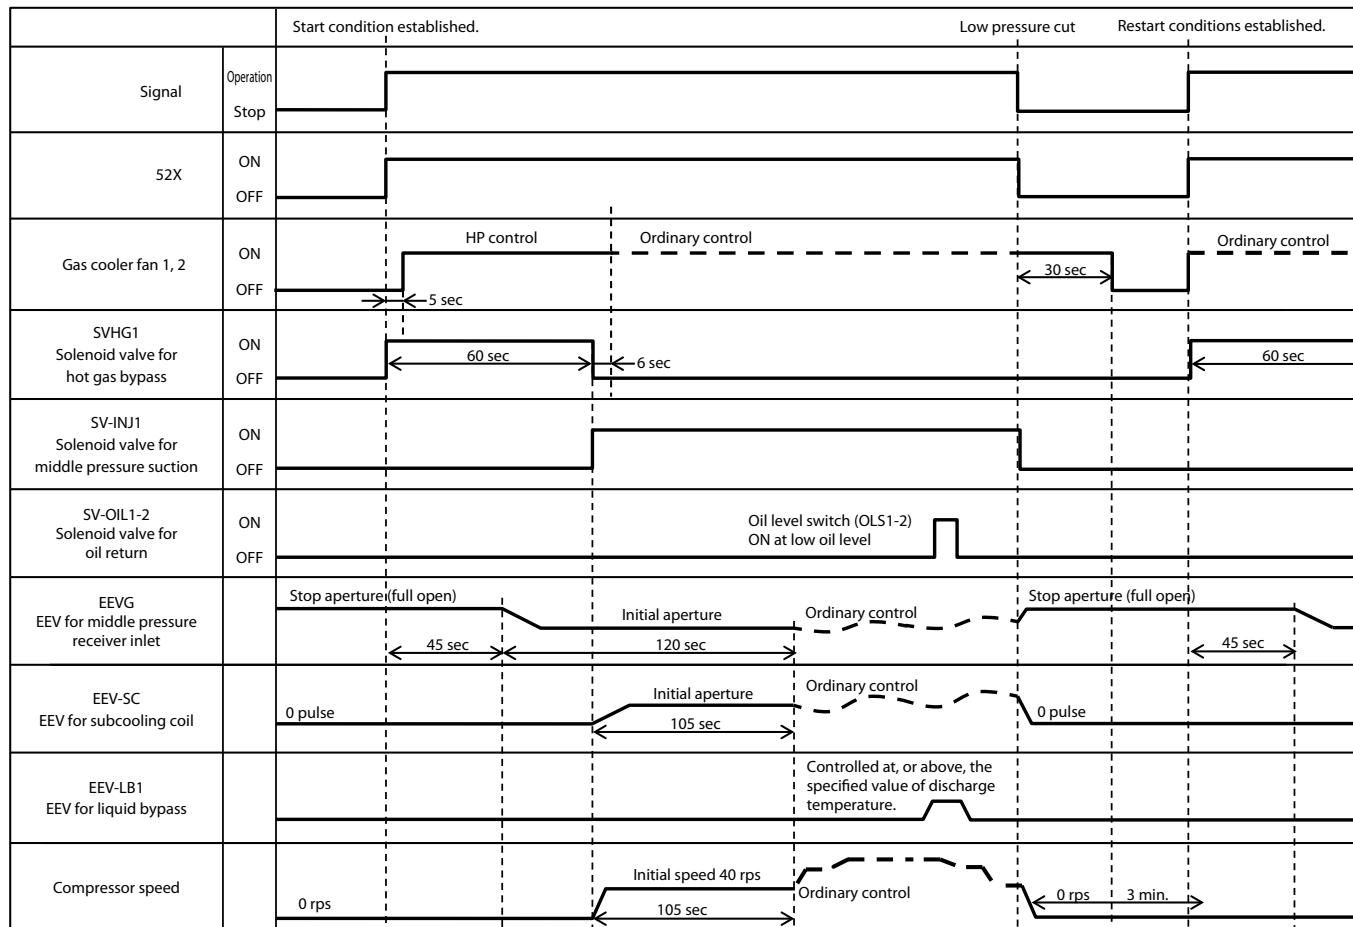 Start condition established.
Low pressure cut
Restart conditions established.
Signal
Operation
Stop
52X
ON
OFF
Gas cooler fan 1, 2
ON
OFF
HP control
Ordinary control
Ordinary control
30 sec
5 sec
SVHG1
Solenoid valve for
hot gas bypass
ON
OFF
60 sec
6 sec
60 sec
SV-INJ1
Solenoid valve for
middle pressure suction
ON
OFF
SV-OIL1-2
Solenoid valve for
oil return
ON
OFF
Oil level switch (OLS1-2)
ON at low oil level
EEVG
EEV for middle pressure
receiver inlet
Stop aperture (full open)
Initial aperture
Ordinary control
Stop aperture (full open)
45 sec
120 sec
45 sec
EEV-SC
EEV for subcooling coil
0 pulse
Initial aperture
Ordinary control
0 pulse
105 sec
EEV-LB1
EEV for liquid bypass
Controlled at, or above, the
specified value of discharge
temperature.
Compressor speed
0 rps
Initial speed 40 rps
Ordinary control
0 rps
3 min.
105 sec